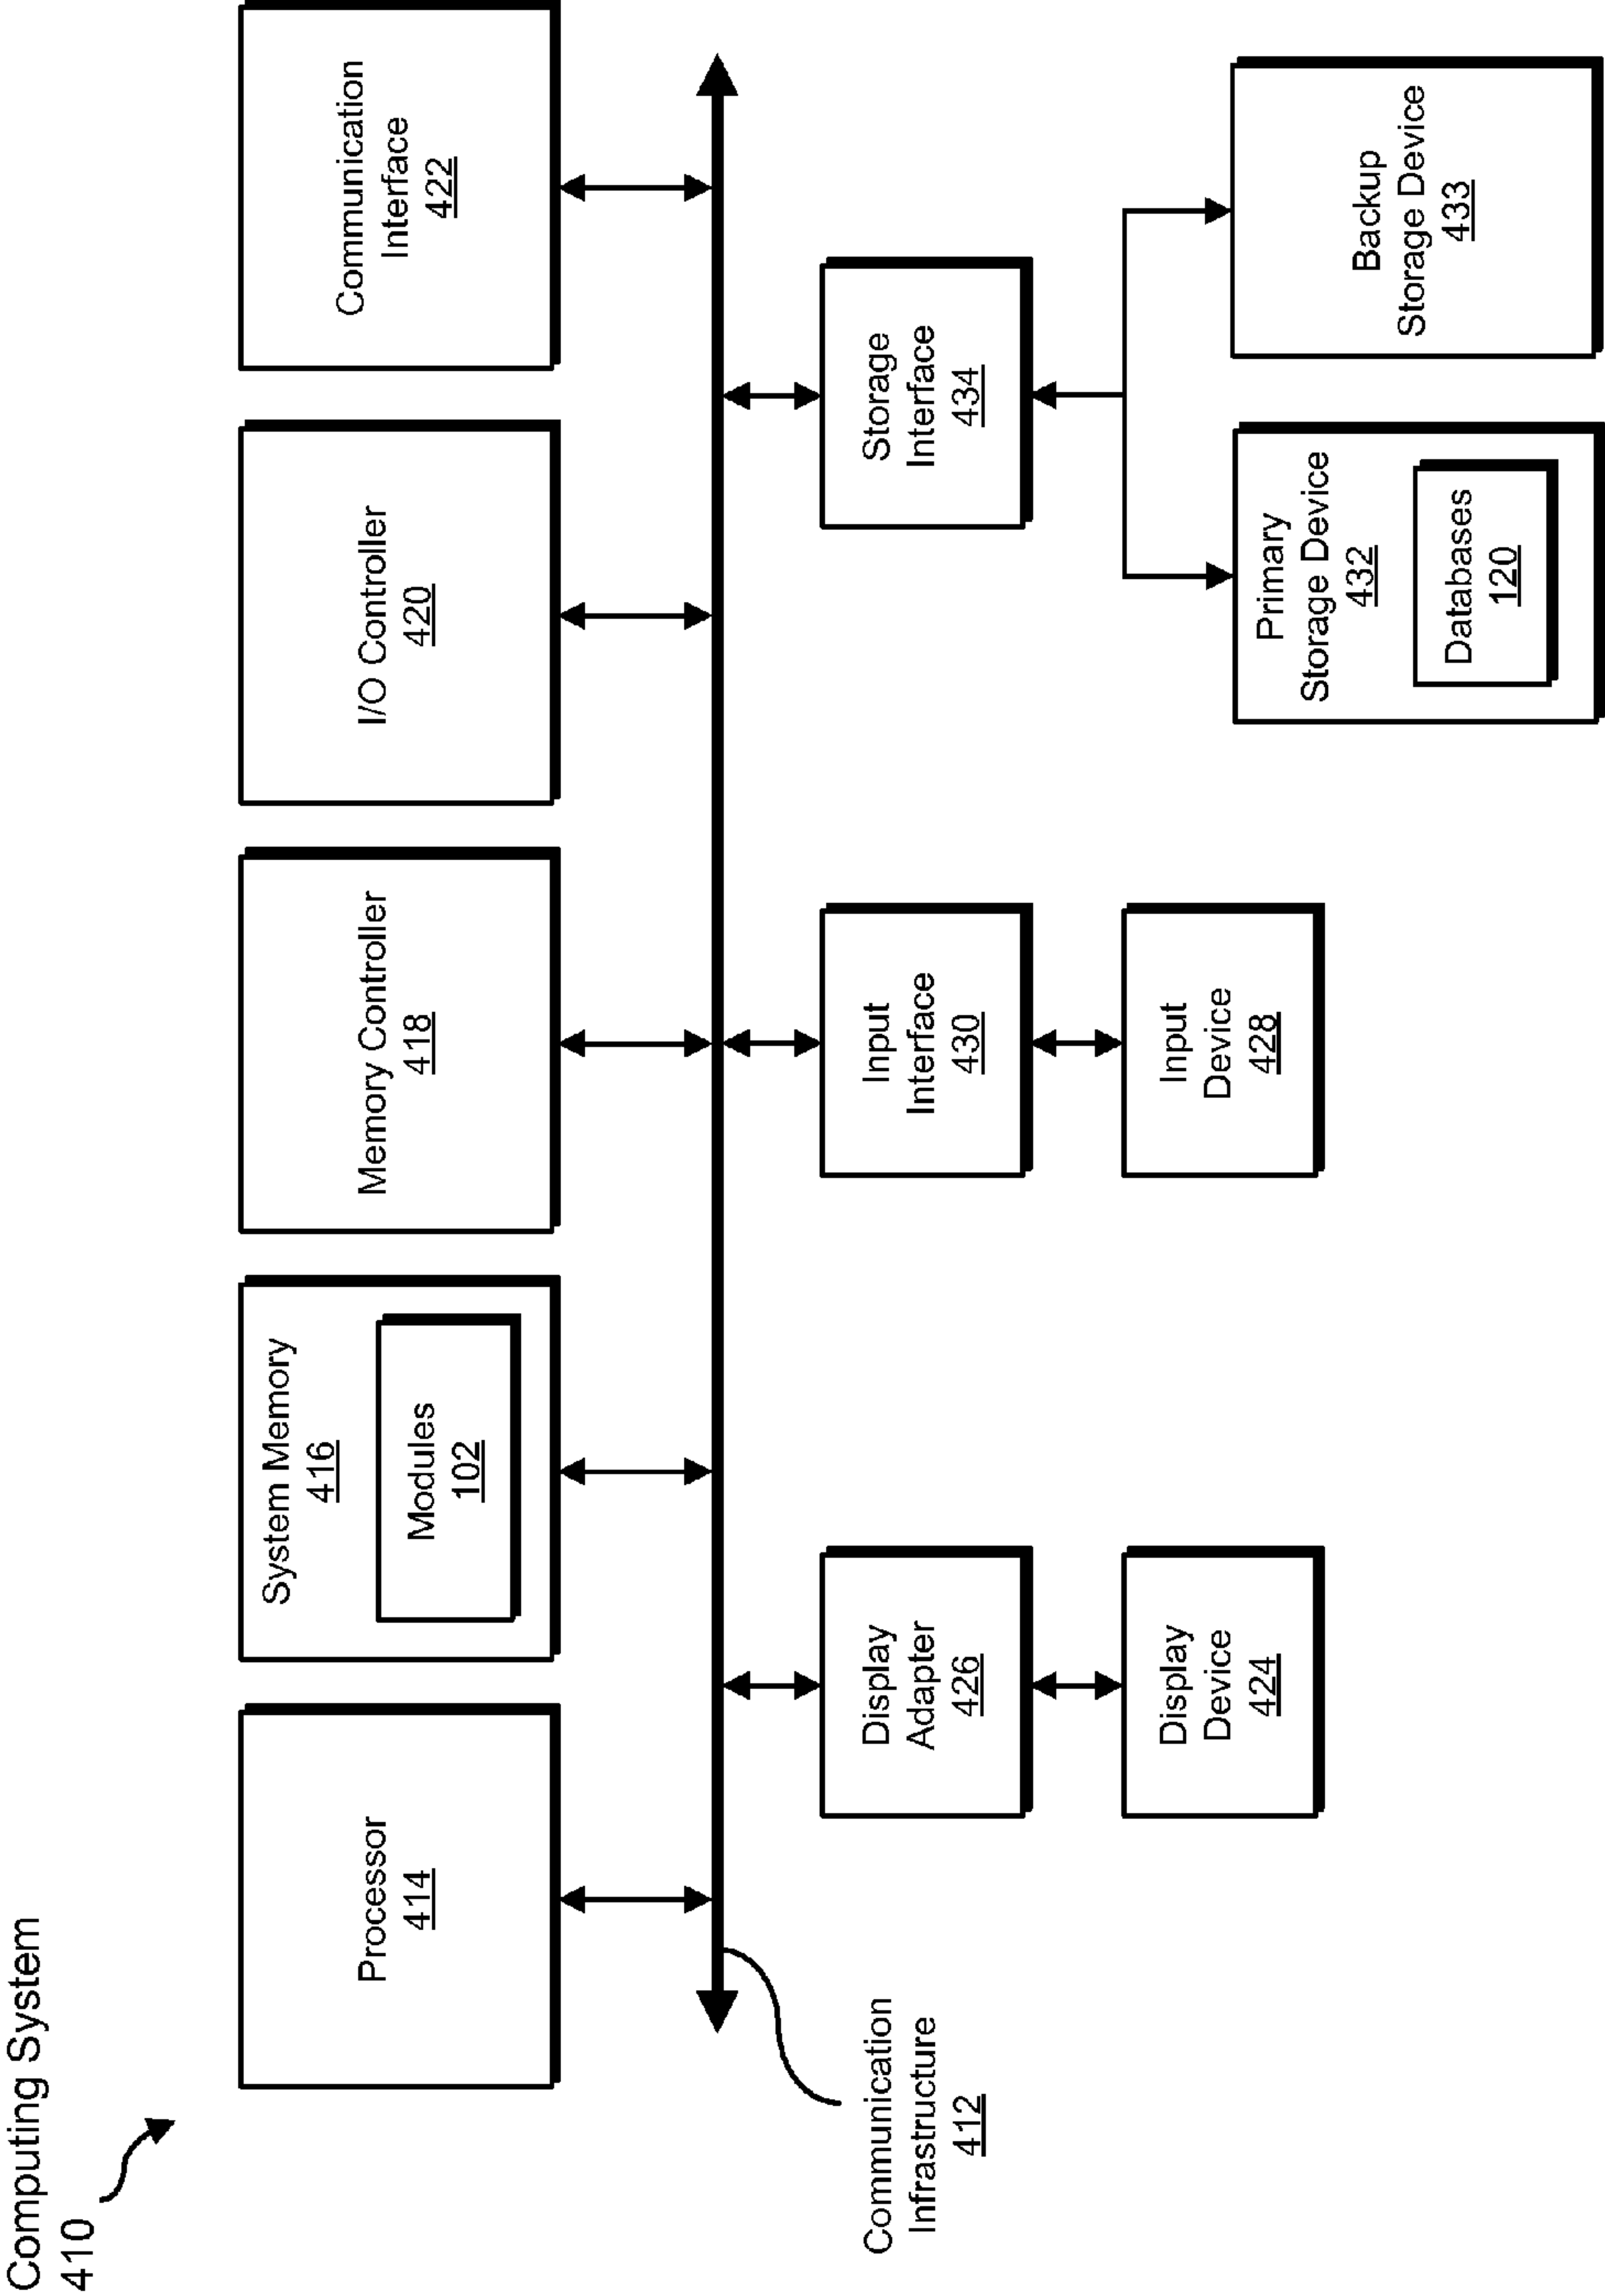 Computing System
410
Processor
414
System Memory
416
Modules
102
Memory Controller
418
I/O Controller
420
Communication
Interface
422
Communication
Infrastructure
412
Display
Adapter
426
Input
Interface
430
Storage
Interface
434
Display
Device
424
Input
Device
428
Primary
Storage Device
432
Databases
120
Backup
Storage Device
433